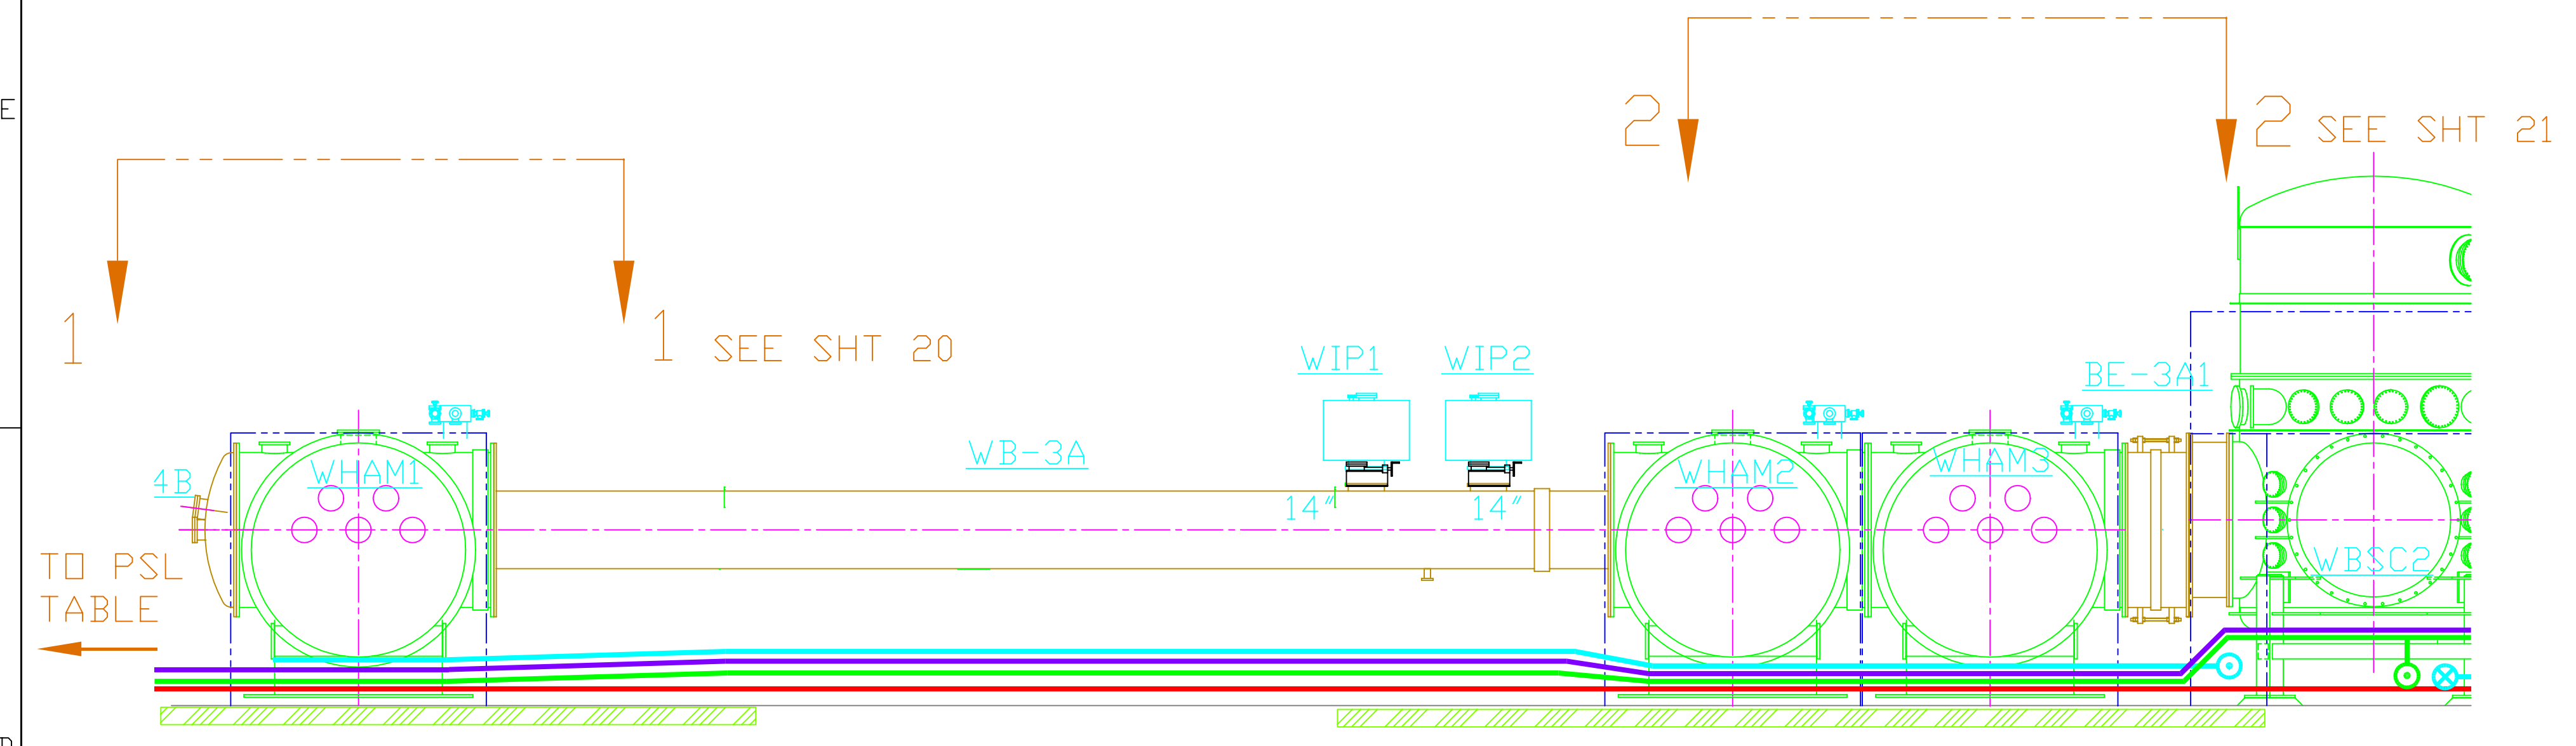 E
2
2 SEE SHT 21
1
1 SEE SHT 20
WIP1
WIP2
BE-3A1
WB-3A
4B
WHAM1
WHAM2
WHAM3
14"
14"
TO PSL
TABLE
WBSC2